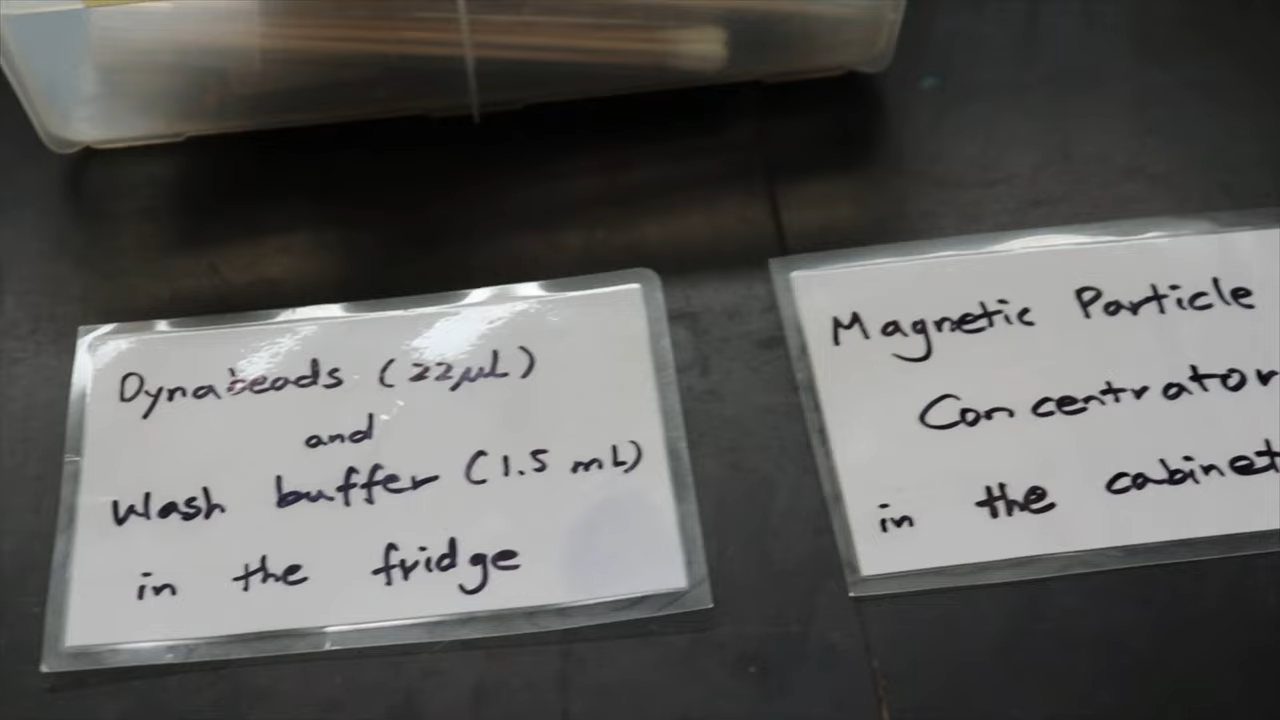 Dynabeads (22μL)
and
Wash buffer (1.5 mL)
in the fridge
Magnetic Particle
Concentrator
in the cabinet